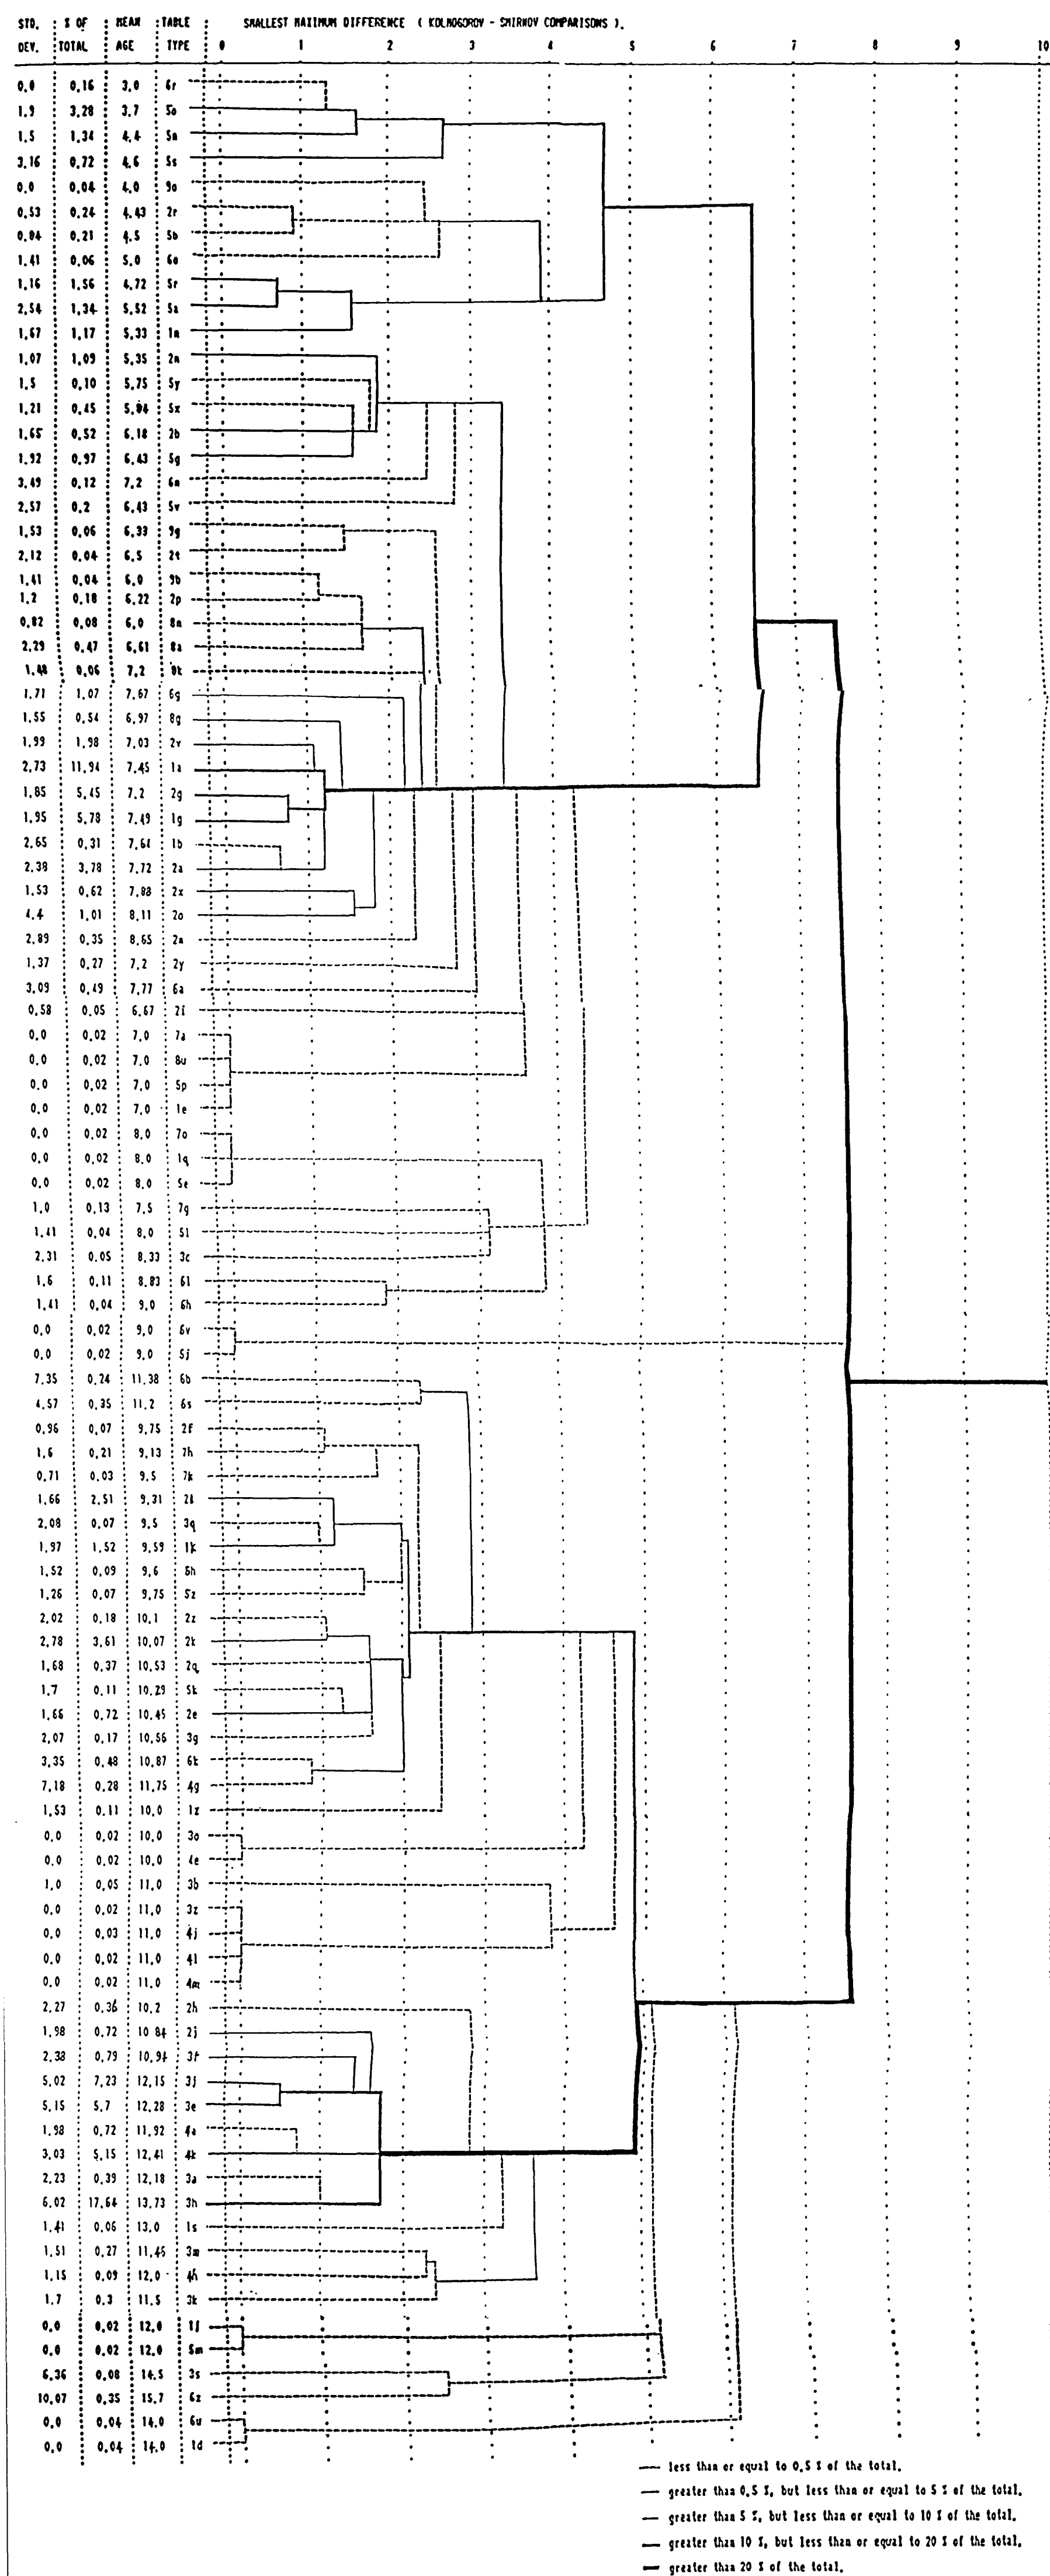 STD. % OF MEAN TABLE SMALLEST MAXIMUM DIFFERENCE ( KOLMOGOROV - SMIRNOV COMPARISONS ).
DEV. TOTAL AGE TYPE 0 1 2 3 4 5 6 7 8 9 10
0,0 0,16 3,0 6r
1,9 3,28 3,7 5o
1,5 1,34 4,4 5n
3,16 0,72 4,6 5s
0,0 0,04 4,0 9o
0,53 0,24 4,43 2r
0,84 0,21 4,5 5b
1,41 0,06 5,0 6o
1,16 1,56 4,72 5r
2,54 1,34 5,52 5a
1,67 1,17 5,33 1n
1,07 1,09 5,35 2n
1,5 0,10 5,75 5y
1,21 0,45 5,84 5x
1,65 0,52 6,18 2b
1,92 0,97 6,43 5g
3,49 0,12 7,2 6n
2,57 0,2 6,43 5v
1,53 0,06 6,33 9g
2,12 0,04 6,5 2t
1,41 0,04 6,0 9b
1,2 0,18 6,22 2p
0,82 0,08 6,0 8n
2,29 0,47 6,61 8a
1,48 0,06 7,2 8k
1,71 1,07 7,67 6g
1,55 0,54 6,97 8g
1,99 1,98 7,03 2v
2,73 11,94 7,45 1a
1,85 5,45 7,2 2g
1,95 5,78 7,49 1g
2,65 0,31 7,64 1b
2,38 3,78 7,72 2a
1,53 0,62 7,88 2x
4,4 1,01 8,11 2o
2,89 0,35 8,65 2m
1,37 0,27 7,2 2y
3,09 0,49 7,77 6a
0,58 0,05 6,67 2i
0,0 0,02 7,0 7a
0,0 0,02 7,0 8u
0,0 0,02 7,0 5p
0,0 0,02 7,0 1e
0,0 0,02 8,0 7o
0,0 0,02 8,0 1q
0,0 0,02 8,0 5e
1,0 0,13 7,5 7g
1,41 0,04 8,0 5l
2,31 0,05 8,33 3c
1,6 0,11 8,83 6l
1,41 0,04 9,0 6h
0,0 0,02 9,0 6v
0,0 0,02 9,0 5j
7,35 0,24 11,38 6b
4,57 0,35 11,2 6s
0,96 0,07 9,75 2f
1,6 0,21 9,13 7h
0,71 0,03 9,5 7k
1,66 2,51 9,31 2l
2,08 0,07 9,5 3q
1,97 1,52 9,59 1k
1,52 0,09 9,6 8h
1,26 0,07 9,75 5z
2,02 0,18 10,1 2z
2,78 3,61 10,07 2k
1,68 0,37 10,53 2q
1,7 0,11 10,29 5k
1,66 0,72 10,45 2e
2,07 0,17 10,56 3g
3,35 0,48 10,87 6k
7,18 0,28 11,75 4g
1,53 0,11 10,0 1z
0,0 0,02 10,0 3o
0,0 0,02 10,0 4e
1,0 0,05 11,0 3b
0,0 0,02 11,0 3z
0,0 0,03 11,0 4j
0,0 0,02 11,0 4l
0,0 0,02 11,0 4m
2,27 0,36 10,2 2h
1,98 0,72 10 84 2j
2,38 0,79 10,94 3f
5,02 7,23 12,15 3j
5,15 5,7 12,28 3e
1,98 0,72 11,92 4a
3,03 5,15 12,41 4k
2,23 0,39 12,18 3a
6,02 17,64 13,73 3h
1,41 0,06 13,0 1s
1,51 0,27 11,45 3m
1,15 0,09 12,0 4h
1,7 0,3 11,5 3k
0,0 0,02 12,0 1j
0,0 0,02 12,0 5m
6,36 0,08 14,5 3s
10,07 0,35 15,7 6z
0,0 0,04 14,0 6u
0,0 0,04 14,0 1d
less than or equal to 0,5 % of the total.
greater than 0,5 %, but less than or equal to 5 % of the total.
greater than 5 %, but less than or equal to 10 % of the total.
greater than 10 %, but less than or equal to 20 % of the total.
greater than 20 % of the total.